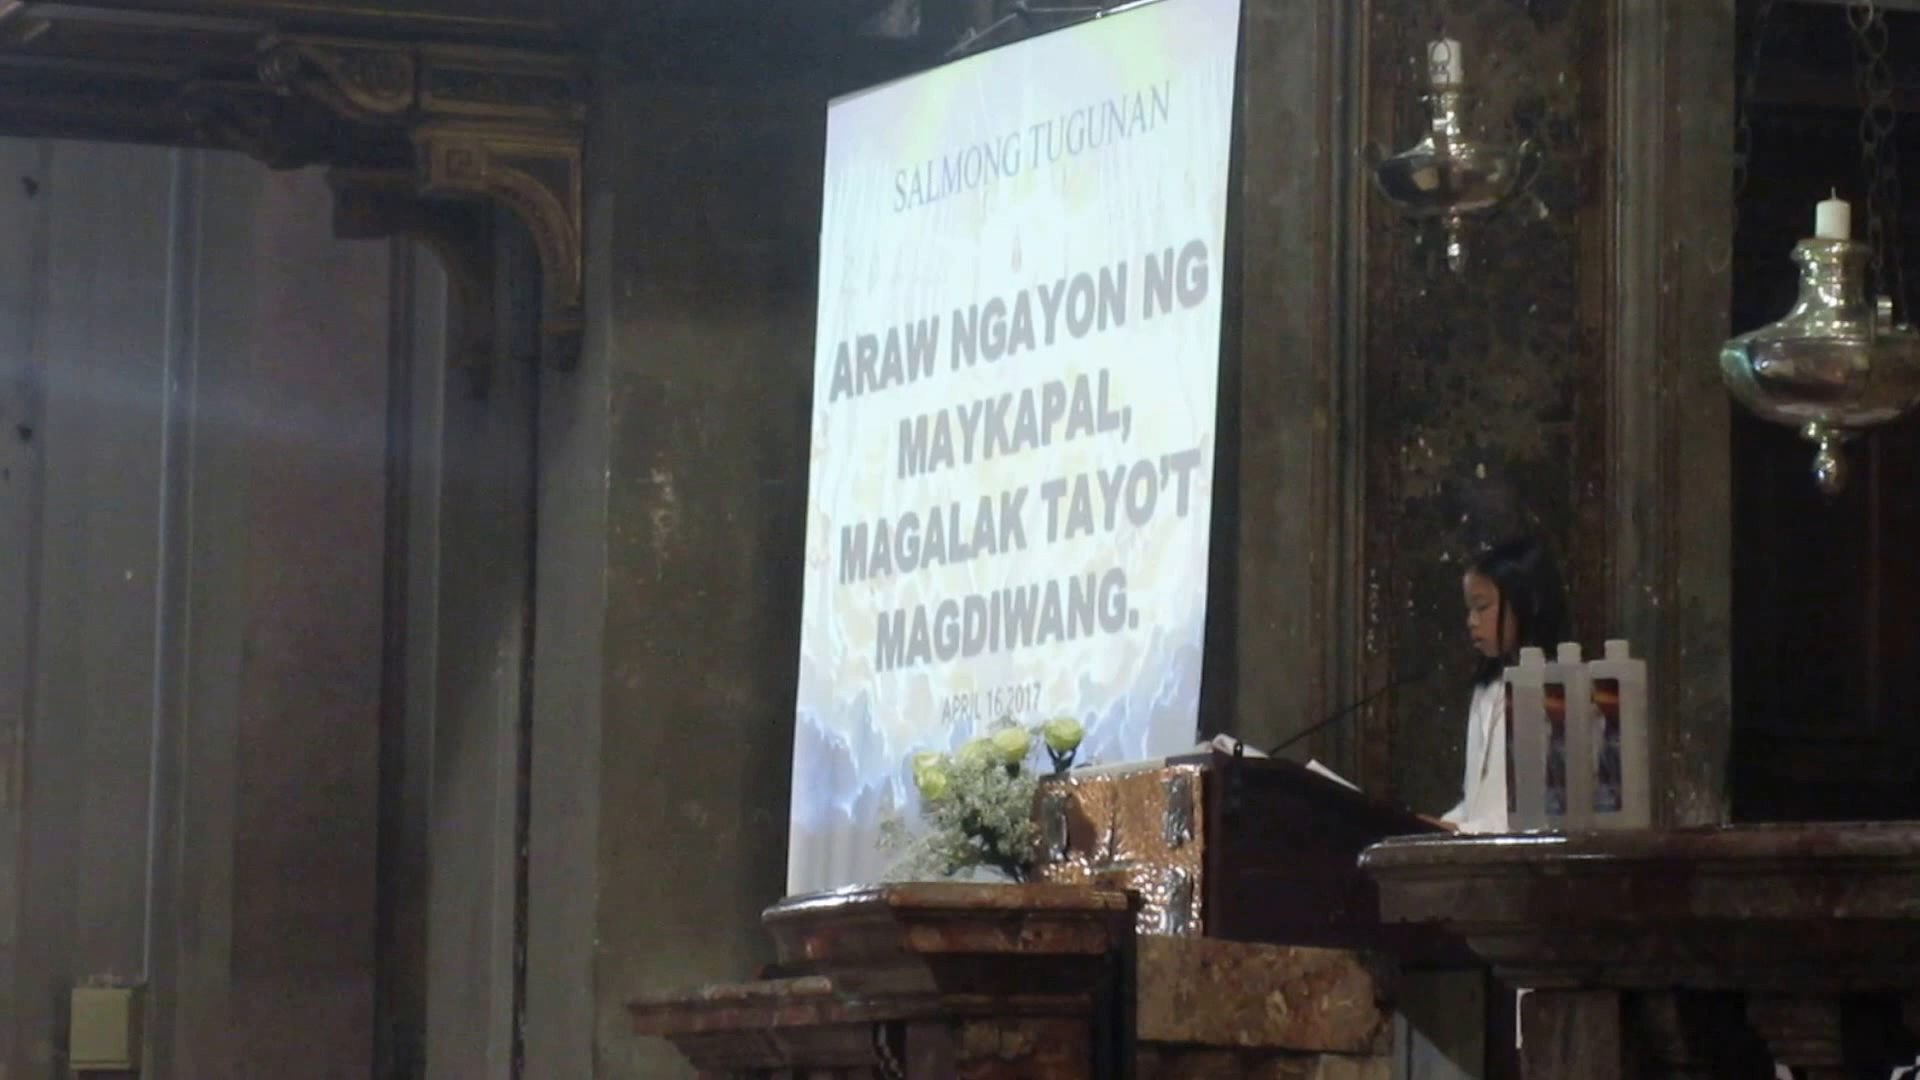 SALMONG TUGUNAN
ARAW NGAYON NG
MAYKAPAL,
MAGALAK TAYO'T
MAGDIWANG.
APRIL 16 2017